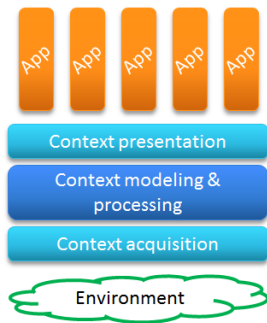 App App App App App
Context presentation
Context modeling &
processing
Context acquisition
Environment